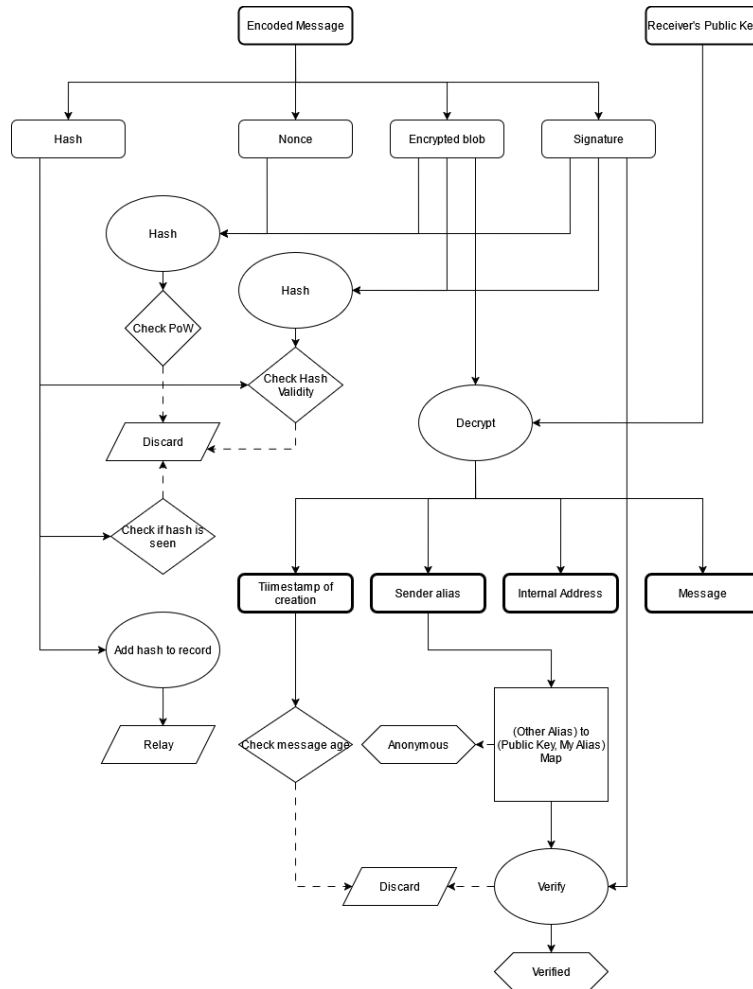 Encoded Message
Receiver's Public Ke
Hash
Nonce
Encrypted blob
Signature
Hash
Hash
Check PoW
Check Hash
Validity
Discard
Decrypt
Check if hash is
seen
Tiimestamp of
creation
Sender alias
Internal Address
Message
Add hash to record
Relay
Check message age
Anonymous
(Other Alias) to
(Public Key, My Alias)
Map
Discard
Verify
Verified